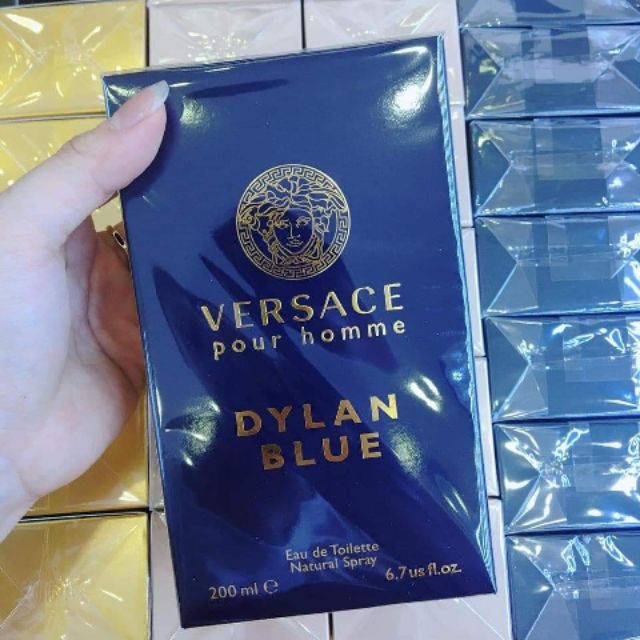 VERSACE
pour homme
DYLAN
BLUE
Eau de Toilette
Natural Spray
200 ml ℮ 6.7 us fl.oz.